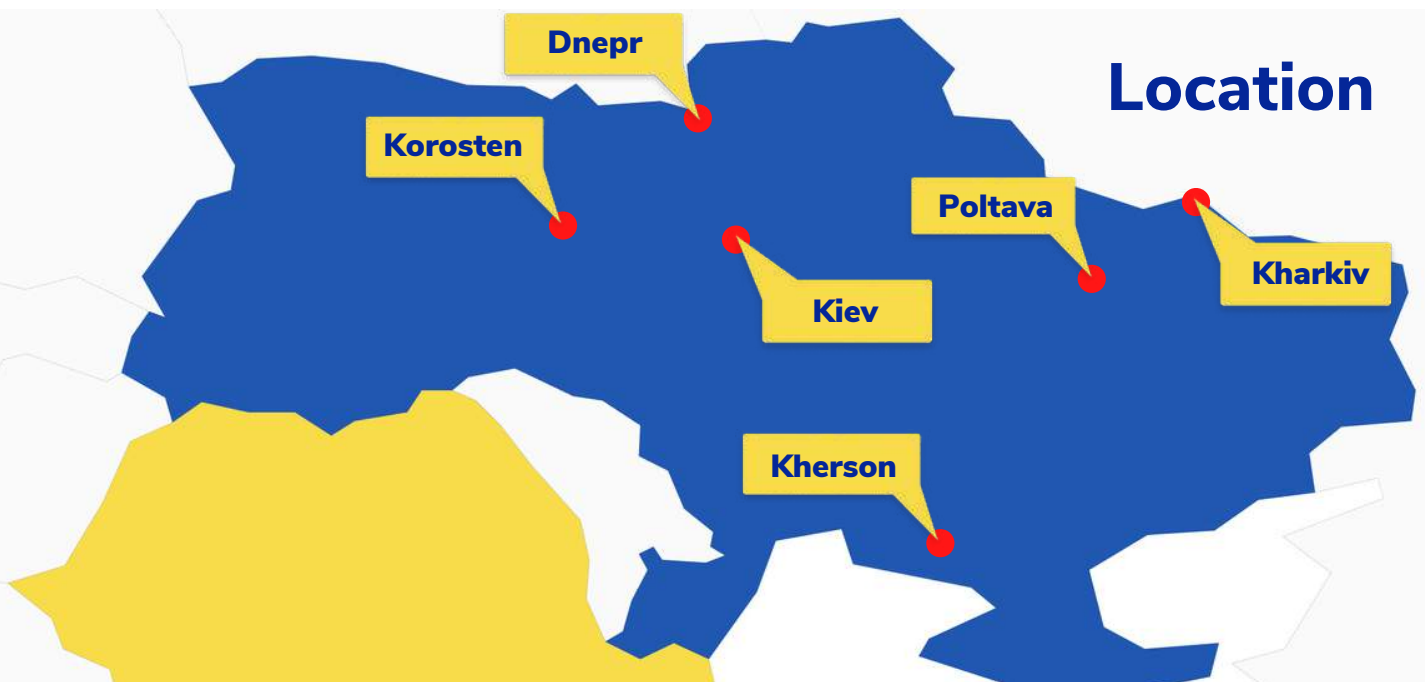 Dnepr
Location
Korosten
Poltava
Kharkiv
Kiev
Kherson